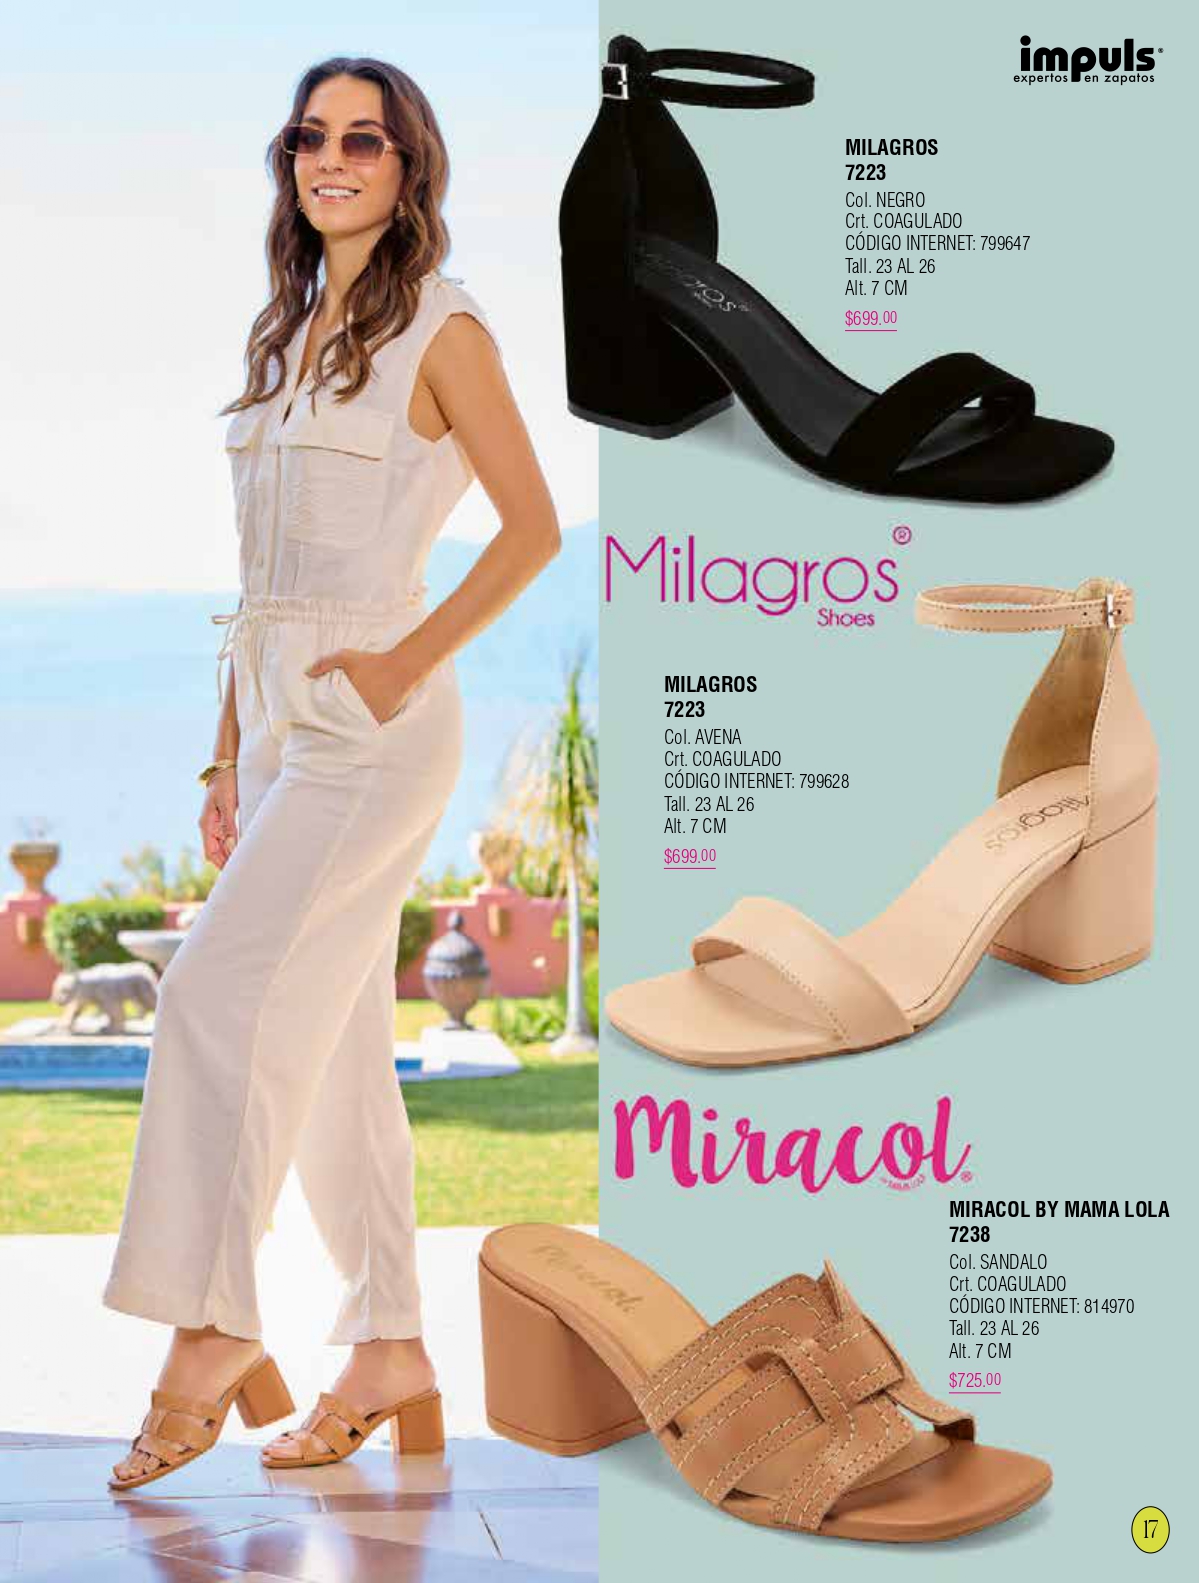 impuls®
expertos en zapatos
MILAGROS
7223
Col. NEGRO
Crt. COAGULADO
CÓDIGO INTERNET: 799647
Tall. 23 AL 26
Alt. 7 CM
$699.00
Milagros®
Shoes
MILAGROS
7223
Col. AVENA
Crt. COAGULADO
CÓDIGO INTERNET: 799628
Tall. 23 AL 26
Alt. 7 CM
$699.00
Milagros
Miracol®
MIRACOL BY MAMA LOLA
7238
Col. SANDALO
Crt. COAGULADO
CÓDIGO INTERNET: 814970
Tall. 23 AL 26
Alt. 7 CM
$725.00
Miracol
17